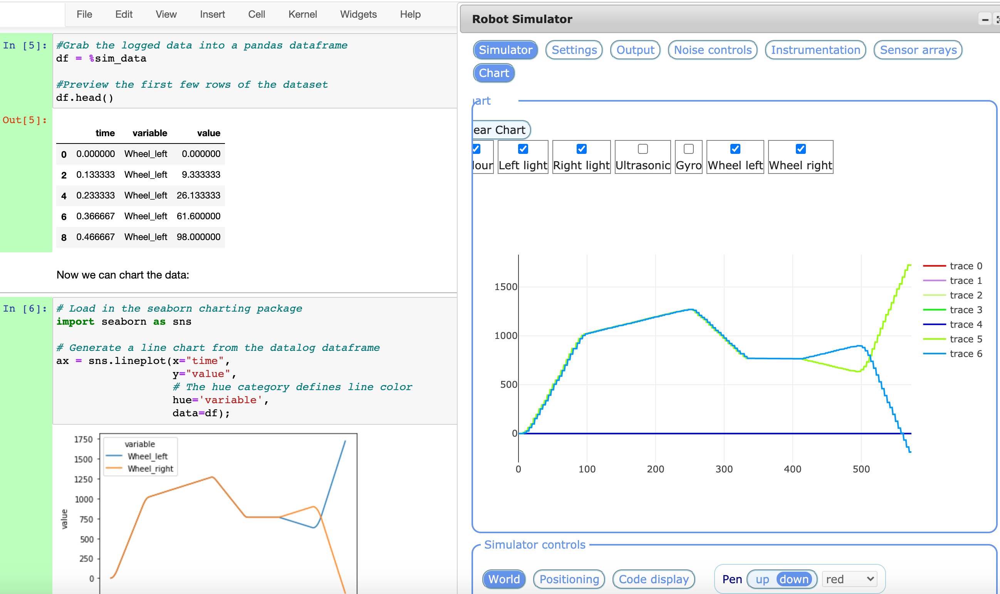 File Edit View Insert Cell Kernel Widgets Help
In [5]:
#Grab the logged data into a pandas dataframe
df = %sim_data
#Preview the first few rows of the dataset
df.head()
Out[5]:
time variable value
0 0.000000 Wheel_left 0.000000
2 0.133333 Wheel_left 9.333333
4 0.233333 Wheel_left 26.133333
6 0.366667 Wheel_left 61.600000
8 0.466667 Wheel_left 98.000000
Now we can chart the data:
In [6]:
# Load in the seaborn charting package
import seaborn as sns
# Generate a line chart from the datalog dataframe
ax = sns.lineplot(x="time",
y="value",
# The hue category defines line color
hue='variable',
data=df);
1750
1500
1250
1000
750
500
250
0
value
variable
Wheel_left
Wheel_right
Robot Simulator
Simulator Settings Output Noise controls Instrumentation Sensor arrays
Chart
art
ear Chart
lour Left light Right light Ultrasonic Gyro Wheel left Wheel right
1500
1000
500
0
0 100 200 300 400 500
trace 0
trace 1
trace 2
trace 3
trace 4
trace 5
trace 6
Simulator controls
World Positioning Code display Pen up down red